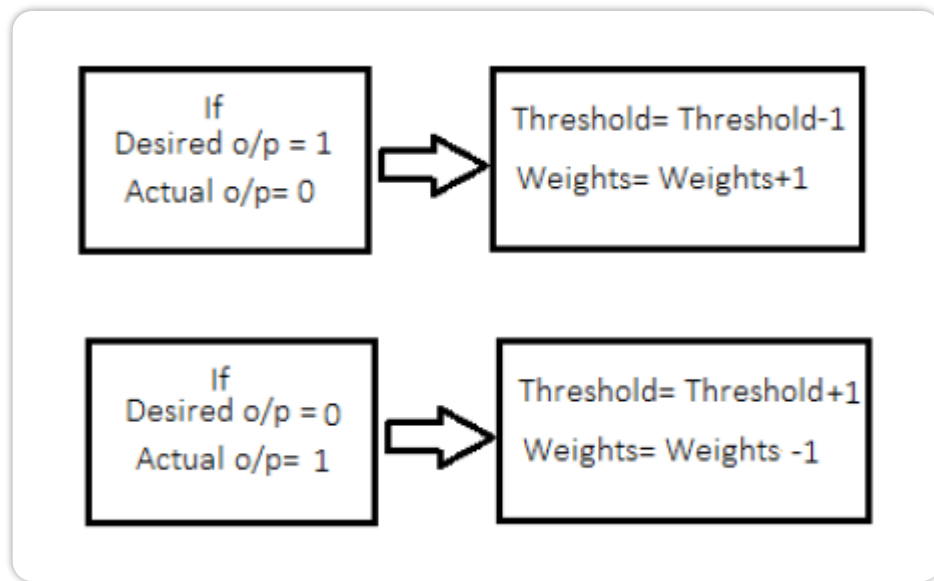 If
Desired o/p = 1
Actual o/p= 0
Threshold= Threshold-1
Weights= Weights+1
If
Desired o/p = 0
Actual o/p= 1
Threshold= Threshold+1
Weights= Weights -1